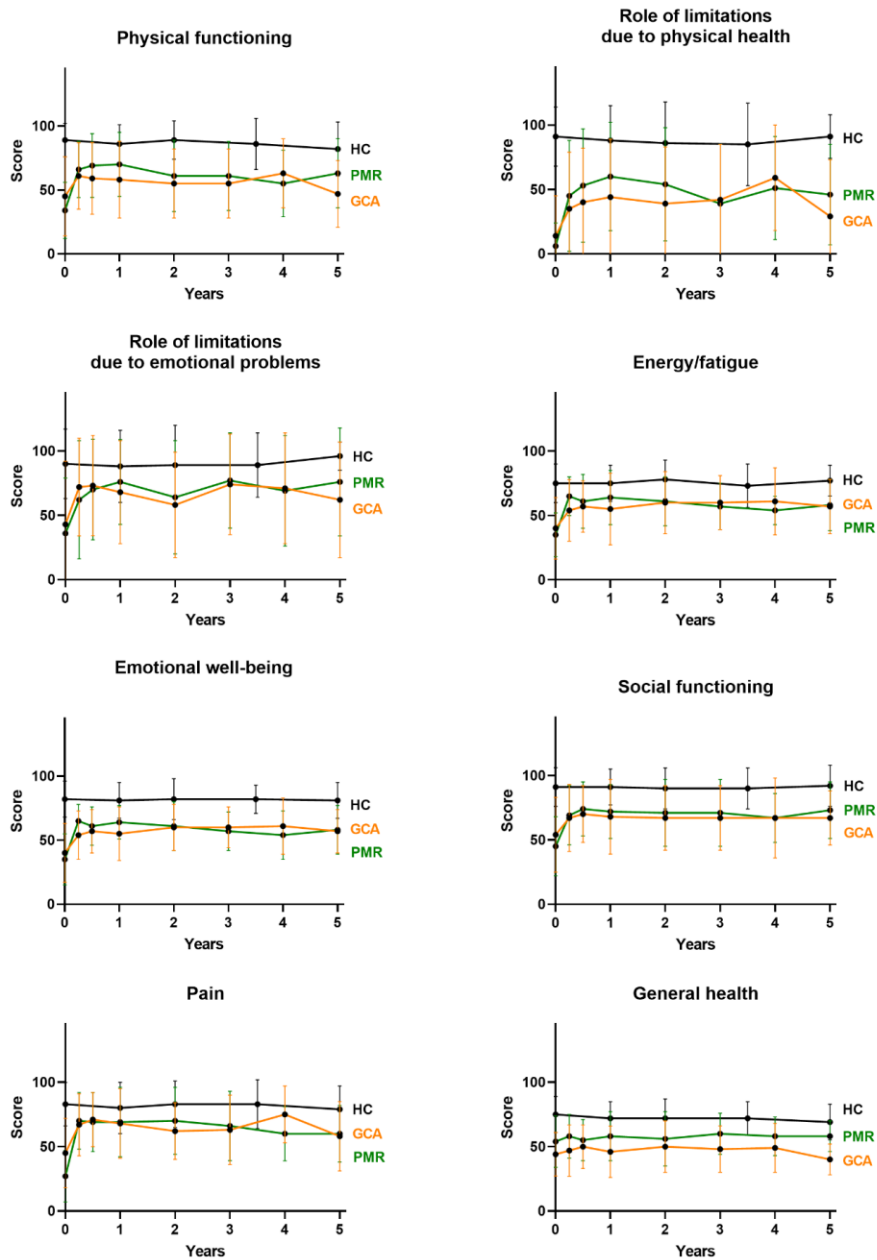 Physical functioning
Score
100
50
0
0 1 2 3 4 5
Years
HC
PMR
GCA
Role of limitations
due to physical health
Score
100
50
0
0 1 2 3 4 5
Years
HC
PMR
GCA
Role of limitations
due to emotional problems
Score
100
50
0
0 1 2 3 4 5
Years
HC
PMR
GCA
Energy/fatigue
Score
100
50
0
0 1 2 3 4 5
Years
HC
GCA
PMR
Emotional well-being
Score
100
50
0
0 1 2 3 4 5
Years
HC
GCA
PMR
Social functioning
Score
100
50
0
0 1 2 3 4 5
Years
HC
PMR
GCA
Pain
Score
100
50
0
0 1 2 3 4 5
Years
HC
GCA
PMR
General health
Score
100
50
0
0 1 2 3 4 5
Years
HC
PMR
GCA